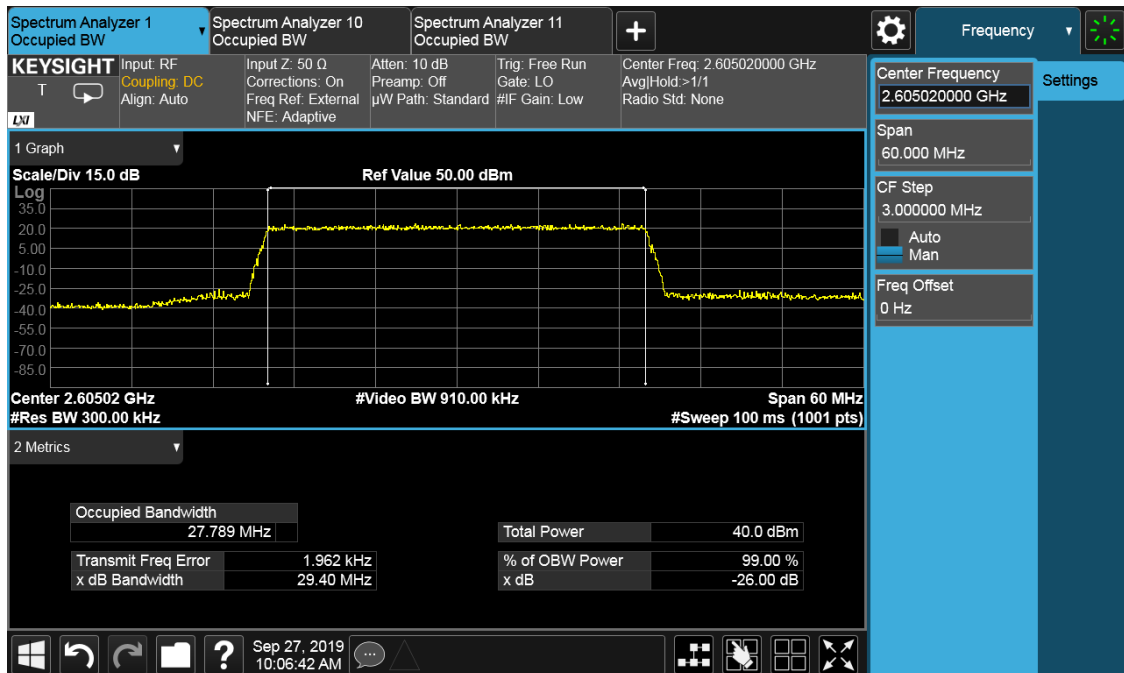 Spectrum Analyzer 1
Occupied BW
Spectrum Analyzer 10
Occupied BW
Spectrum Analyzer 11
Occupied BW
+
Frequency
KEYSIGHT
T
LXI
Input: RF
Coupling: DC
Align: Auto
Input Z: 50 Ω
Corrections: On
Freq Ref: External
NFE: Adaptive
Atten: 10 dB
Preamp: Off
µW Path: Standard
Trig: Free Run
Gate: LO
#IF Gain: Low
Center Freq: 2.605020000 GHz
Avg|Hold:>1/1
Radio Std: None
Center Frequency
2.605020000 GHz
Settings
Span
60.000 MHz
CF Step
3.000000 MHz
Auto
Man
Freq Offset
0 Hz
1 Graph
Scale/Div 15.0 dB
Ref Value 50.00 dBm
Log
35.0
20.0
5.00
-10.0
-25.0
-40.0
-55.0
-70.0
-85.0
Center 2.60502 GHz
#Video BW 910.00 kHz
Span 60 MHz
#Res BW 300.00 kHz
#Sweep 100 ms (1001 pts)
2 Metrics
Occupied Bandwidth
27.789 MHz
Total Power 40.0 dBm
Transmit Freq Error 1.962 kHz
% of OBW Power 99.00 %
x dB Bandwidth 29.40 MHz
x dB -26.00 dB
?
Sep 27, 2019
10:06:42 AM